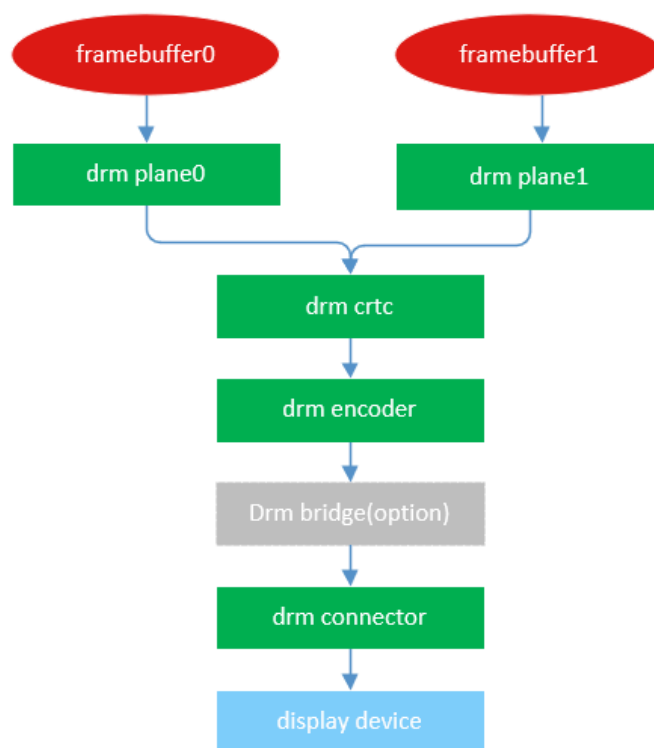 framebuffer0
framebuffer1
drm plane0
drm plane1
drm crtc
drm encoder
Drm bridge(option)
drm connector
display device